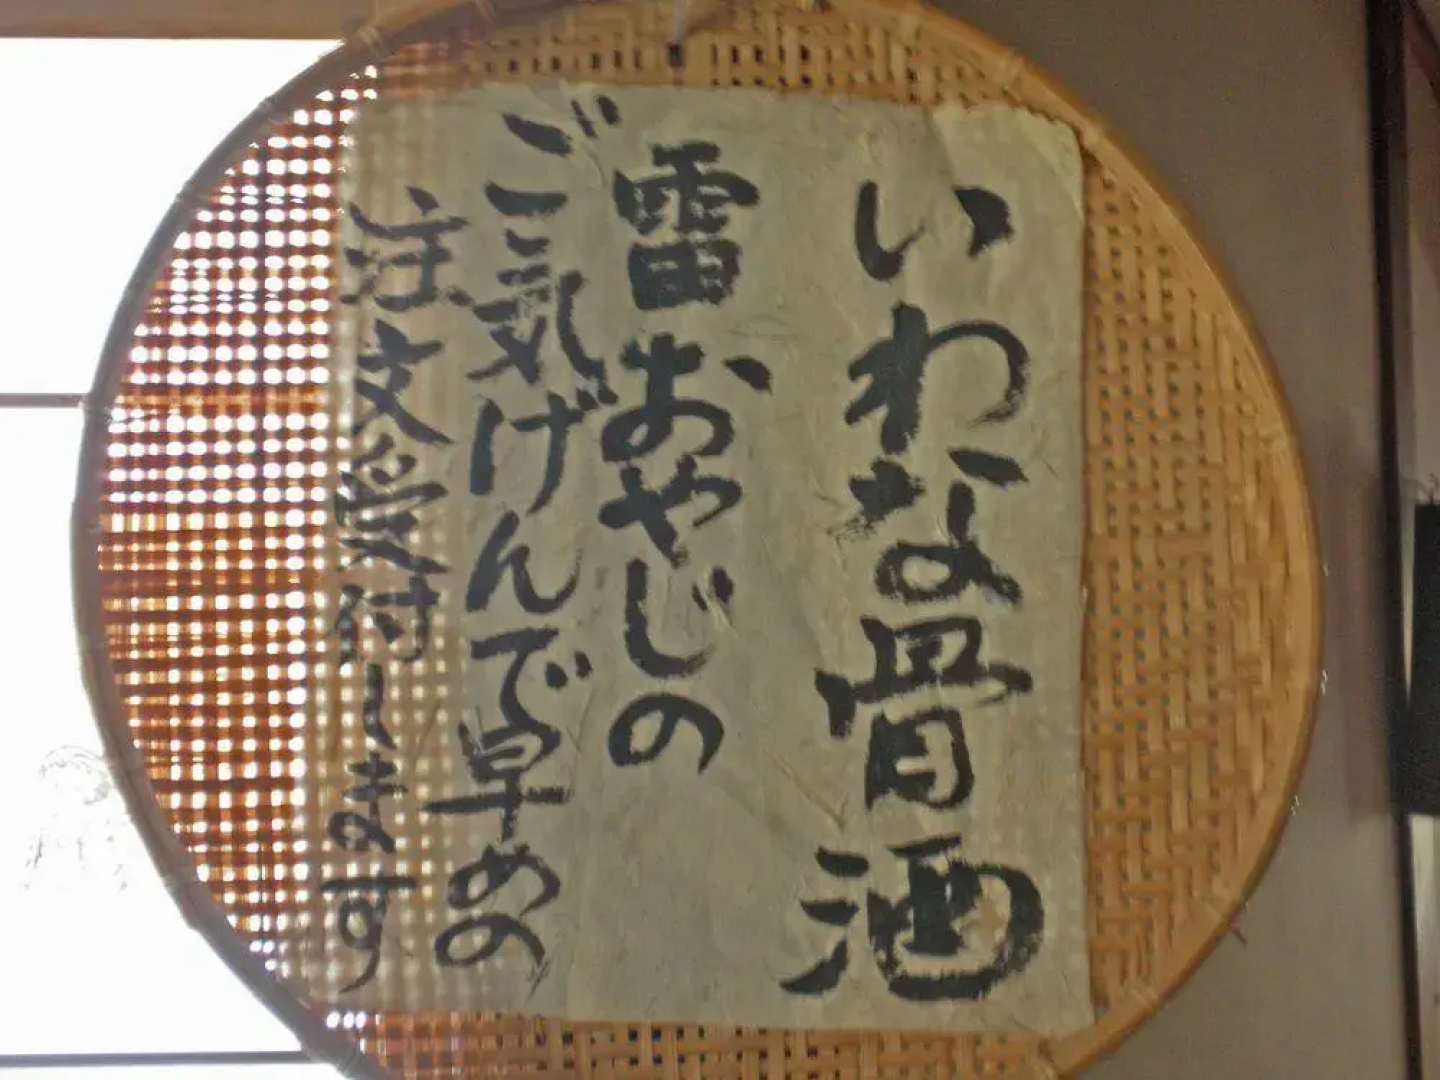 いわな骨酒
雷おやじの
ご気げんで早めの
注文受付します